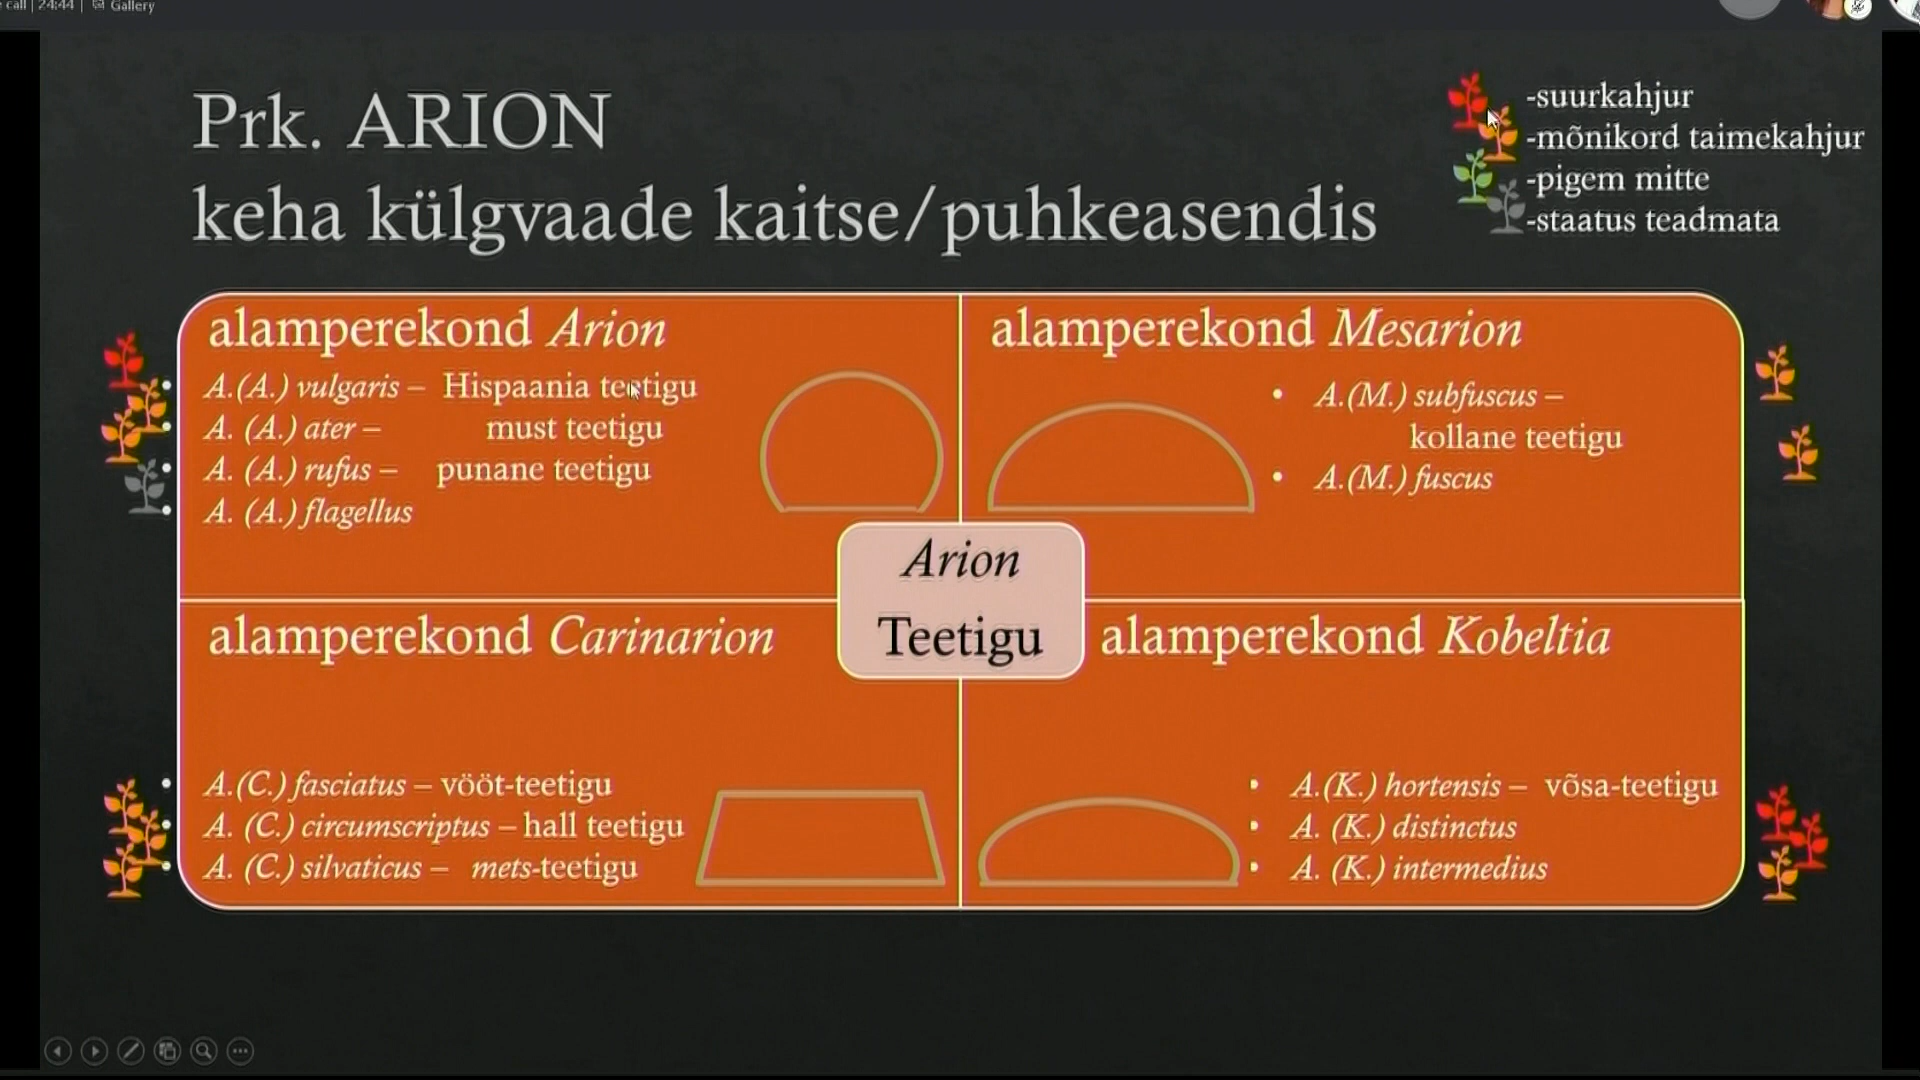 call | 24:44 | Gallery
Prk. ARION
keha külgvaade kaitse/puhkeasendis
-suurkahjur
-mõnikord taimekahjur
-pigem mitte
-staatus teadmata
alamperekond Arion
A.(A.) vulgaris – Hispaania teetigu
A. (A.) ater – must teetigu
A. (A.) rufus – punane teetigu
A. (A.) flagellus
alamperekond Mesarion
A.(M.) subfuscus –
kollane teetigu
A.(M.) fuscus
Arion
Teetigu
alamperekond Carinarion
A.(C.) fasciatus – vööt-teetigu
A. (C.) circumscriptus – hall teetigu
A. (C.) silvaticus – mets-teetigu
alamperekond Kobeltia
A.(K.) hortensis – võsa-teetigu
A. (K.) distinctus
A. (K.) intermedius